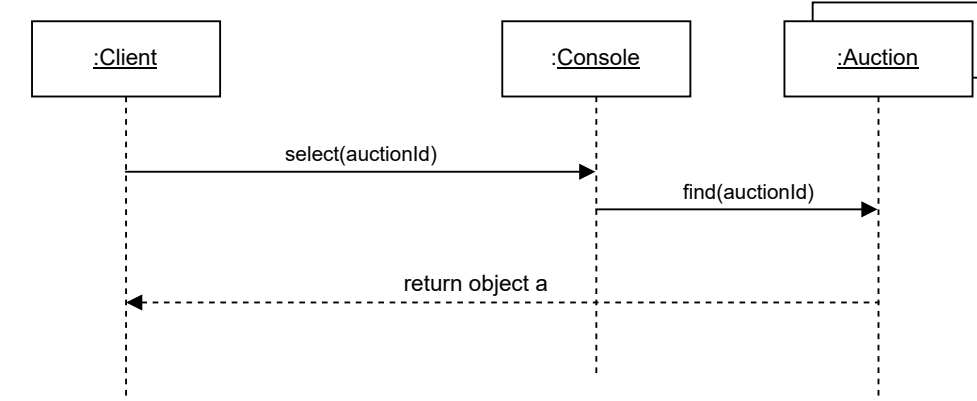 :Client
:Console
:Auction
select(auctionId)
find(auctionId)
return object a